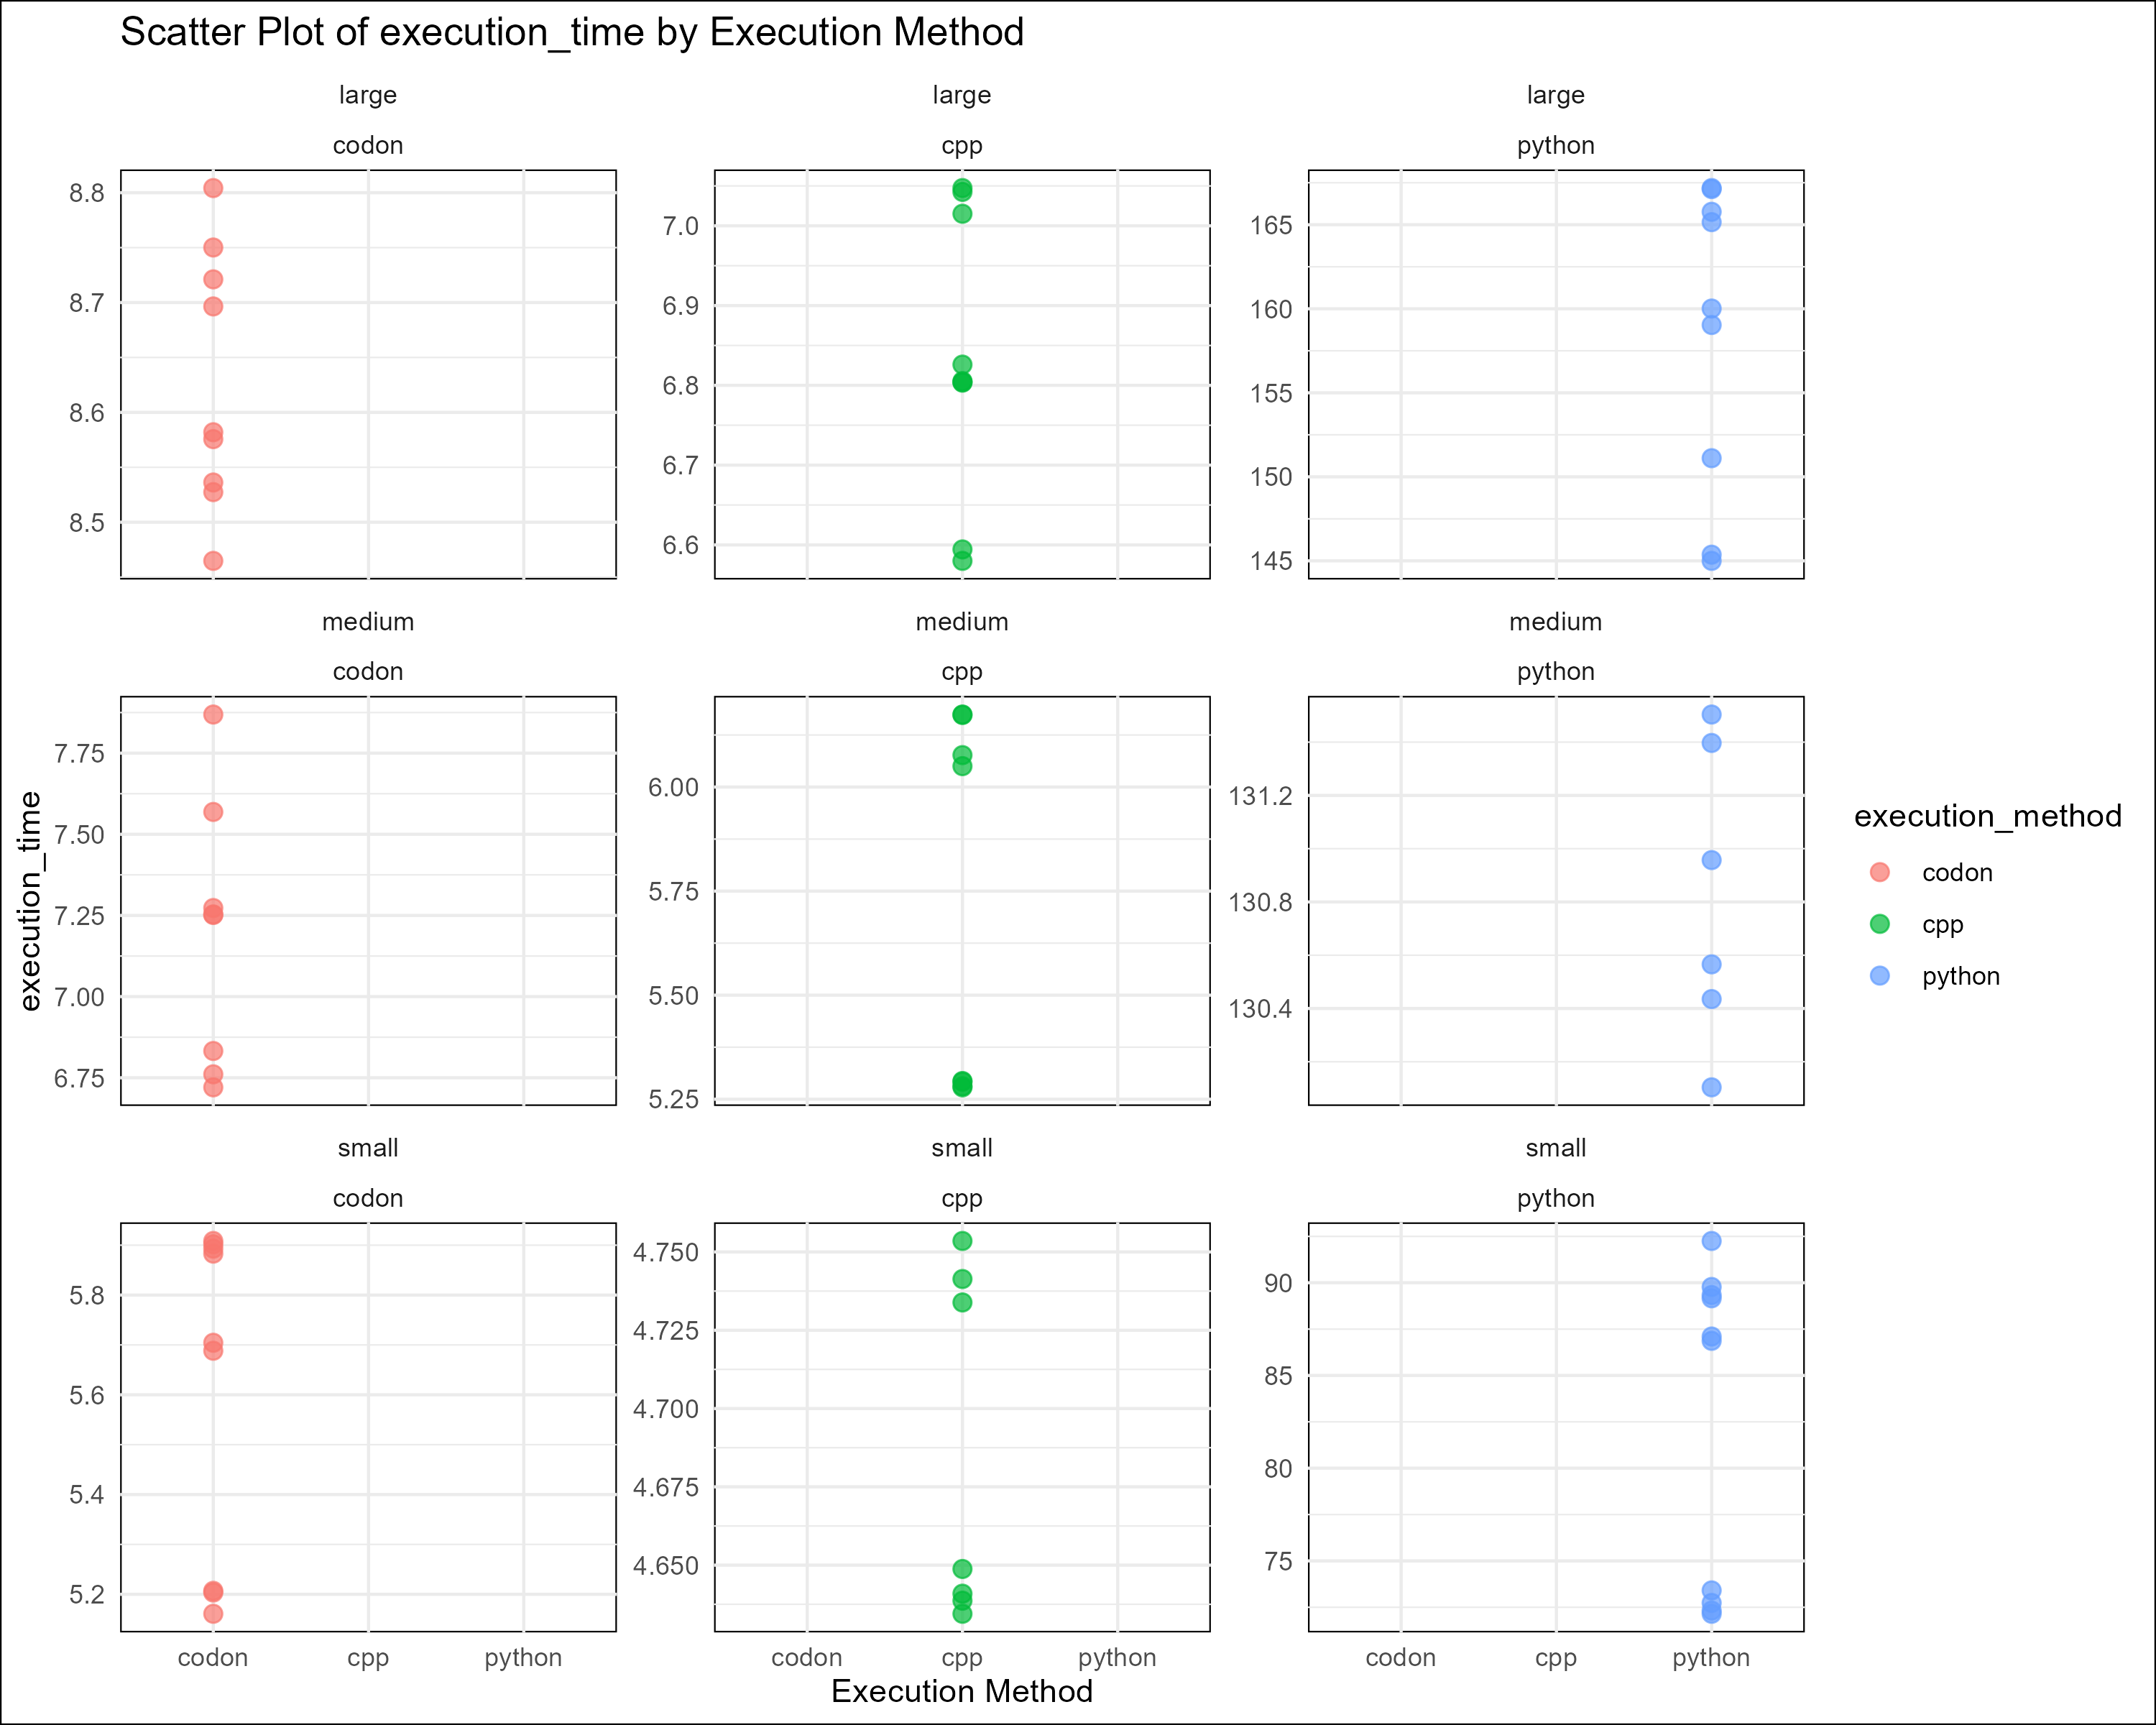 Scatter Plot of execution_time by Execution Method
large
codon
8.8
8.7
8.6
8.5
large
cpp
7.0
6.9
6.8
6.7
6.6
large
python
165
160
155
150
145
medium
codon
7.75
7.50
7.25
7.00
6.75
medium
cpp
6.00
5.75
5.50
5.25
medium
python
131.2
130.8
130.4
small
codon
5.8
5.6
5.4
5.2
codon cpp python
small
cpp
4.750
4.725
4.700
4.675
4.650
codon cpp python
small
python
90
85
80
75
codon cpp python
execution_time
Execution Method
execution_method
codon
cpp
python